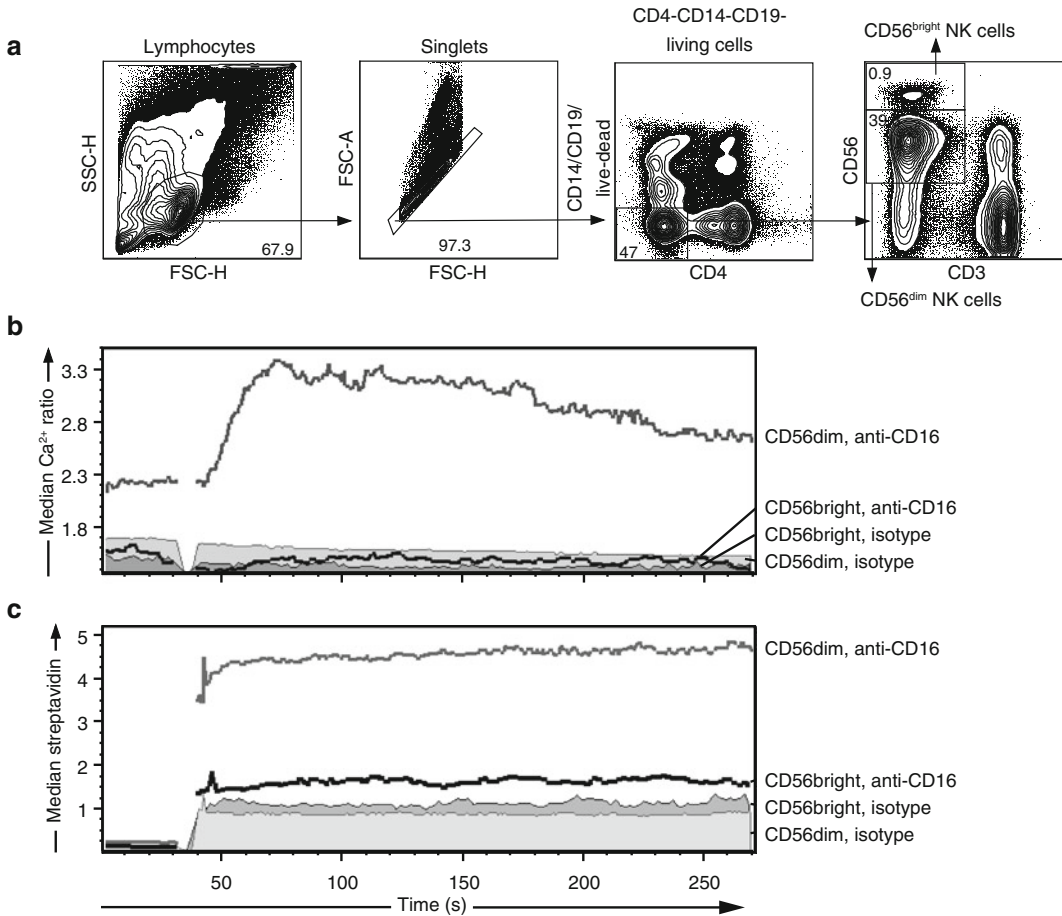 a
Lymphocytes
SSC-H
67.9
FSC-H
Singlets
FSC-A
97.3
FSC-H
CD4-CD14-CD19-
living cells
CD14/CD19/
live-dead
47
CD4
CD56bright NK cells
0.9
39
CD56
CD3
CD56dim NK cells
b
Median Ca2+ ratio
3.3
2.8
2.3
1.8
CD56dim, anti-CD16
CD56bright, anti-CD16
CD56bright, isotype
CD56dim, isotype
c
Median streptavidin
5
4
3
2
1
CD56dim, anti-CD16
CD56bright, anti-CD16
CD56bright, isotype
CD56dim, isotype
50 100 150 200 250
Time (s)